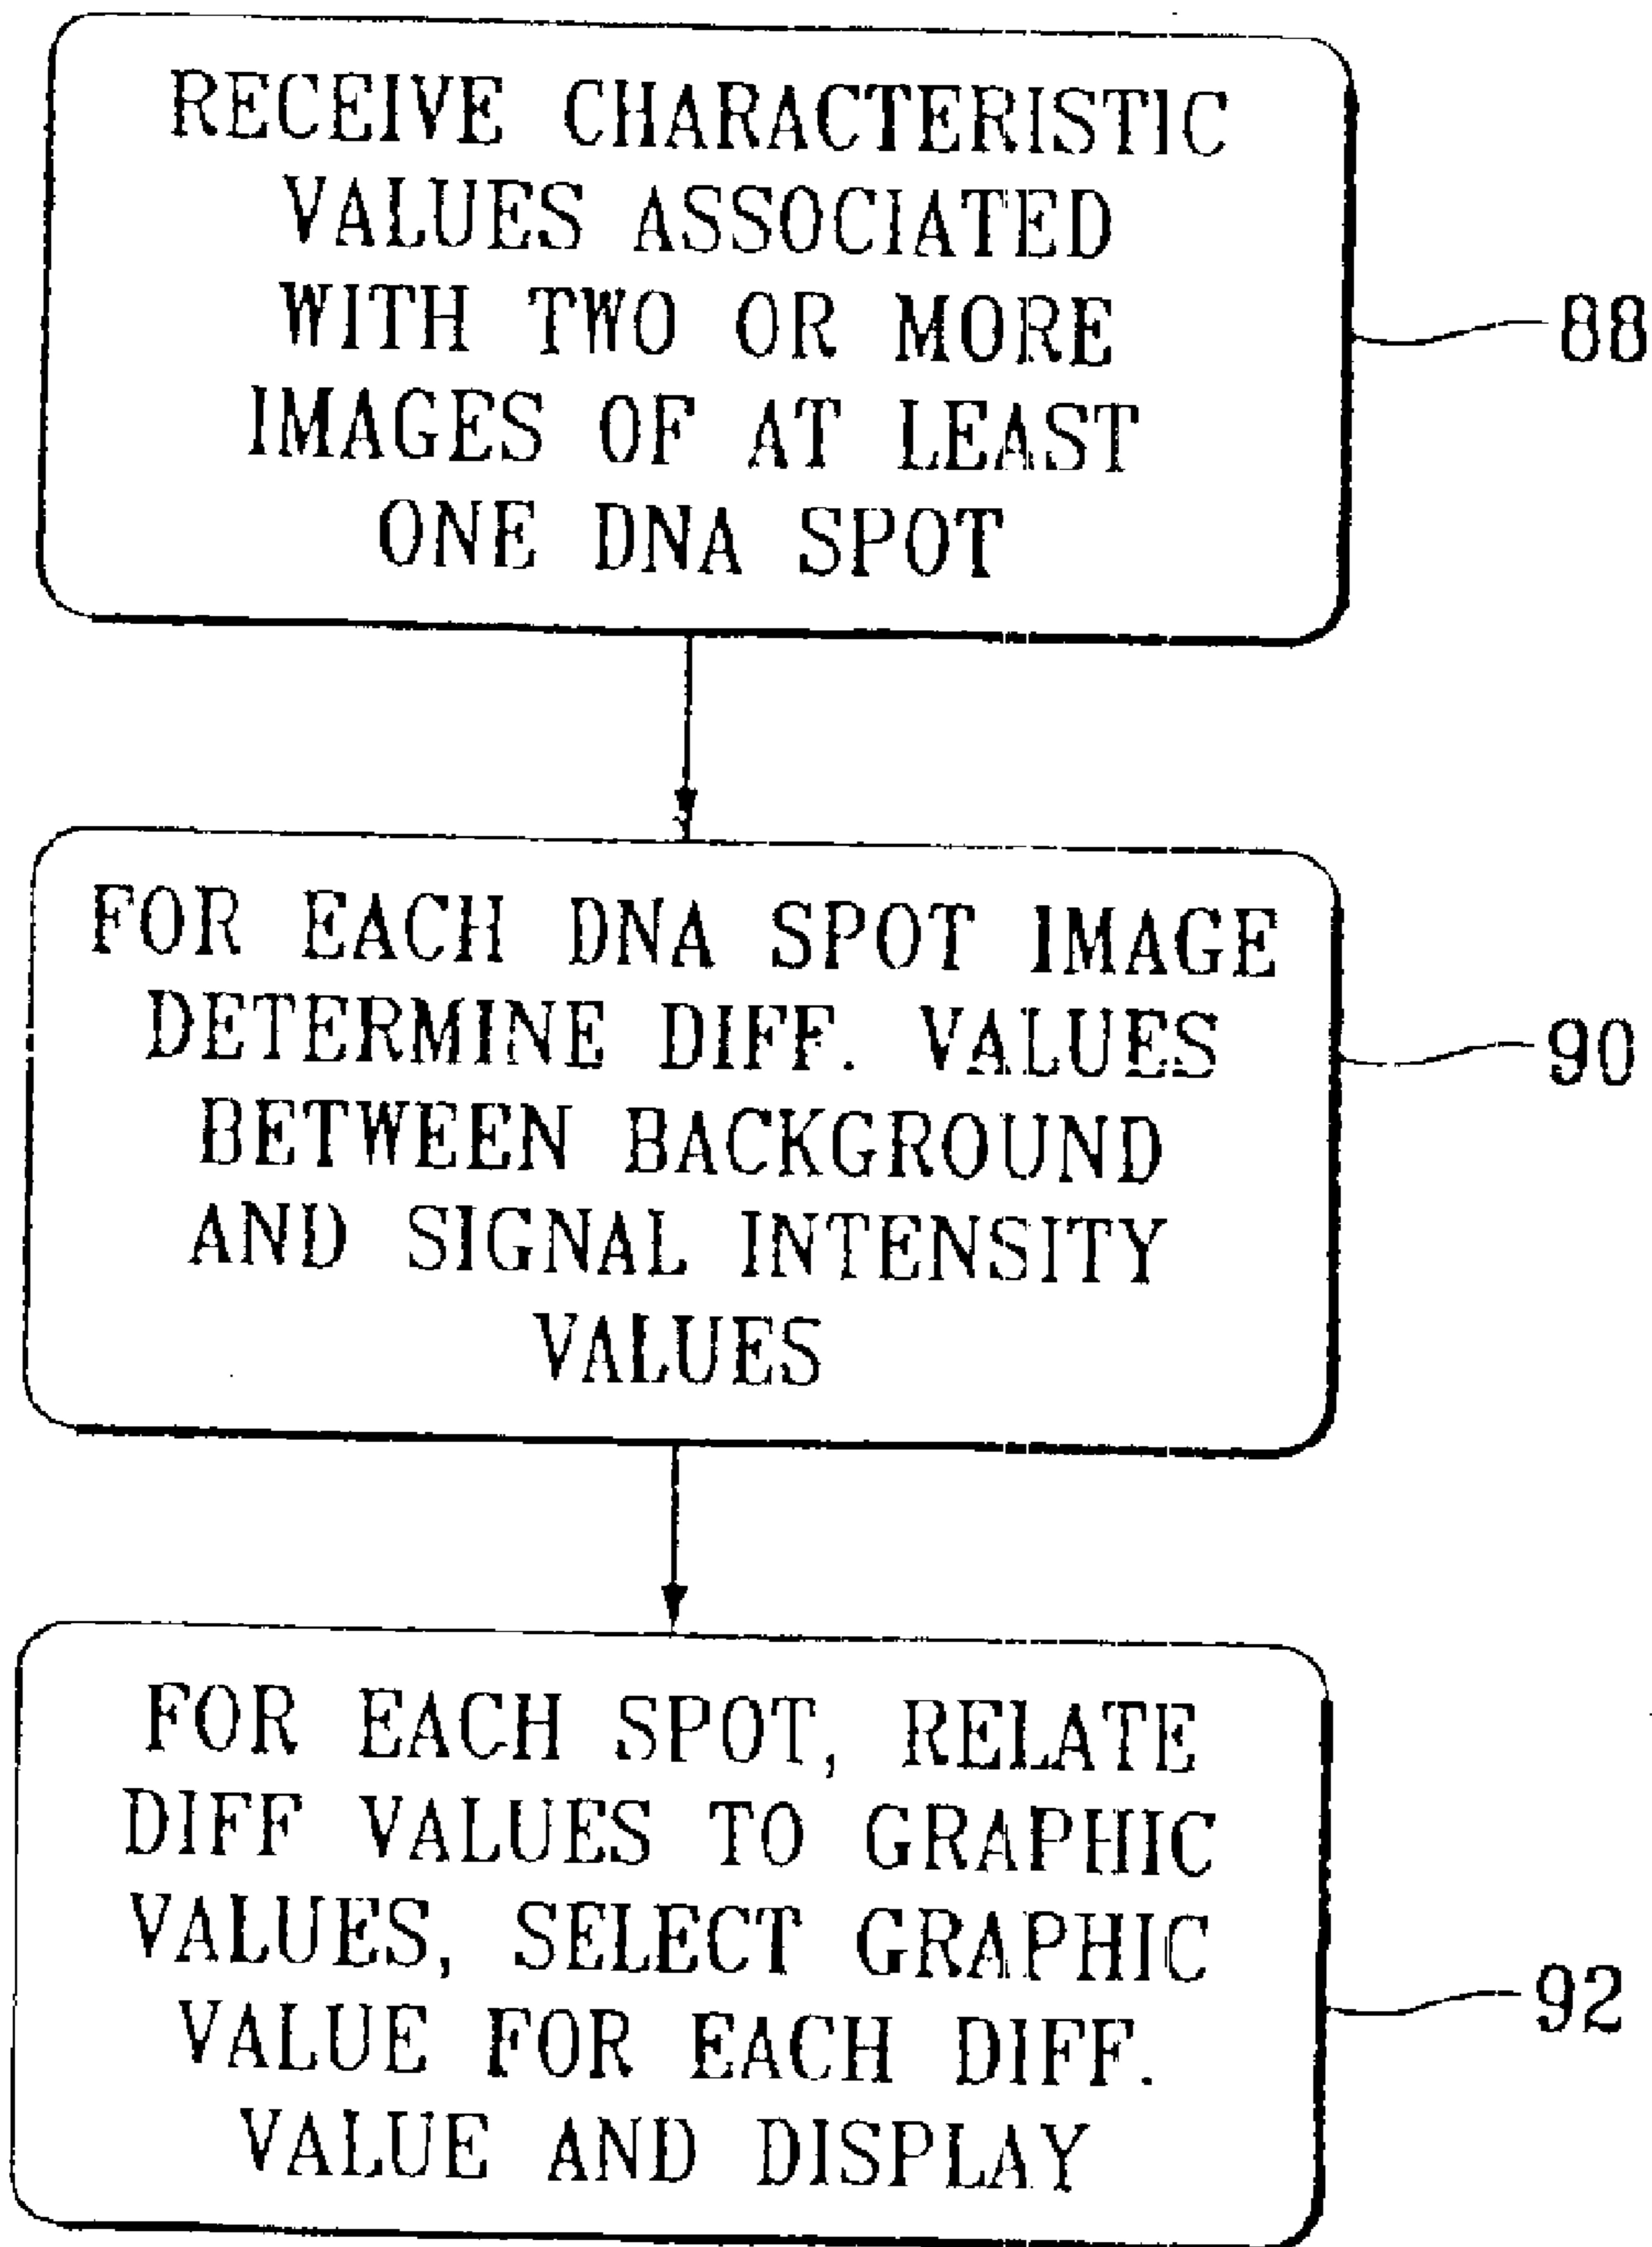 RECEIVE CHARACTERISTIC
VALUES ASSOCIATED
WITH TWO OR MORE
IMAGES OF AT LEAST
ONE DNA SPOT
88
FOR EACH DNA SPOT IMAGE
DETERMINE DIFF. VALUES
BETWEEN BACKGROUND
AND SIGNAL INTENSITY
VALUES
90
FOR EACH SPOT, RELATE
DIFF VALUES TO GRAPHIC
VALUES, SELECT GRAPHIC
VALUE FOR EACH DIFF.
VALUE AND DISPLAY
92